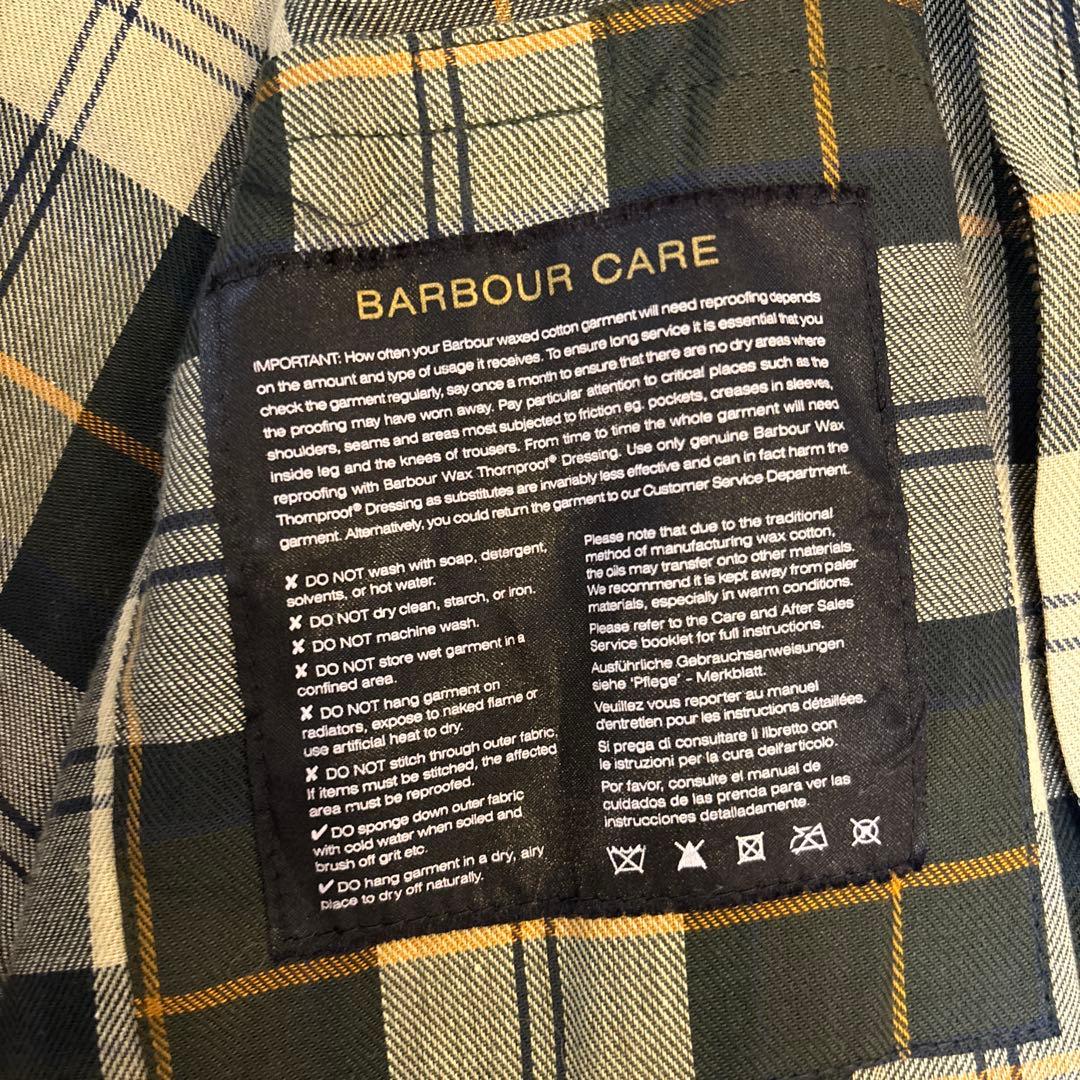 BARBOUR CARE
IMPORTANT: How often your Barbour waxed cotton garment will need reproofing depends
on the amount and type of usage it receives. To ensure long service it is essential that you
check the garment regularly, say once a month to ensure that there are no dry areas where
the proofing may have worn away. Pay particular attention to critical places such as the
shoulders, seams and areas most subjected to friction eg. pockets, creases in sleeves,
inside leg and the knees of trousers. From time to time the whole garment will need
reproofing with Barbour Wax Thornproof® Dressing. Use only genuine Barbour Wax
Thornproof® Dressing as substitutes are invariably less effective and can in fact harm the
garment. Alternatively, you could return the garment to our Customer Service Department.
✘ DO NOT wash with soap, detergent,
solvents, or hot water.
✘ DO NOT dry clean, starch, or iron.
✘ DO NOT machine wash.
✘ DO NOT store wet garment in a
confined area.
✘ DO NOT hang garment on
radiators, expose to naked flame or
use artificial heat to dry.
✘ DO NOT stitch through outer fabric,
If items must be stitched, the affected
area must be reproofed.
✔ DO sponge down outer fabric
with cold water when soiled and
brush off grit etc.
✔ DO hang garment in a dry, airy
place to dry off naturally.
Please note that due to the traditional
method of manufacturing wax cotton,
the oils may transfer onto other materials.
We recommend it is kept away from paler
materials, especially in warm conditions.
Please refer to the Care and After Sales
Service booklet for full instructions.
Ausführliche Gebrauchsanweisungen
siehe 'Pflege' - Merkblatt.
Veuillez vous reporter au manuel
d'entretien pour les instructions détaillées.
Si prega di consultare il libretto con
le istruzioni per la cura dell'articolo.
Por favor, consulte el manual de
cuidados de las prenda para ver las
instrucciones detalladamente.